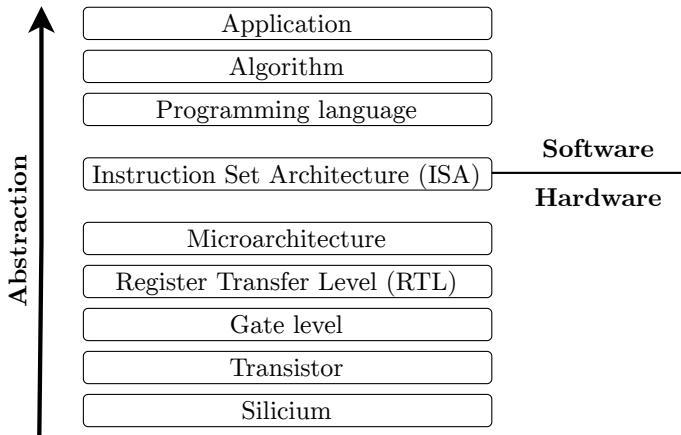 Application
Algorithm
Programming language
Software
Instruction Set Architecture (ISA)
Hardware
Microarchitecture
Register Transfer Level (RTL)
Gate level
Transistor
Silicium
Abstraction